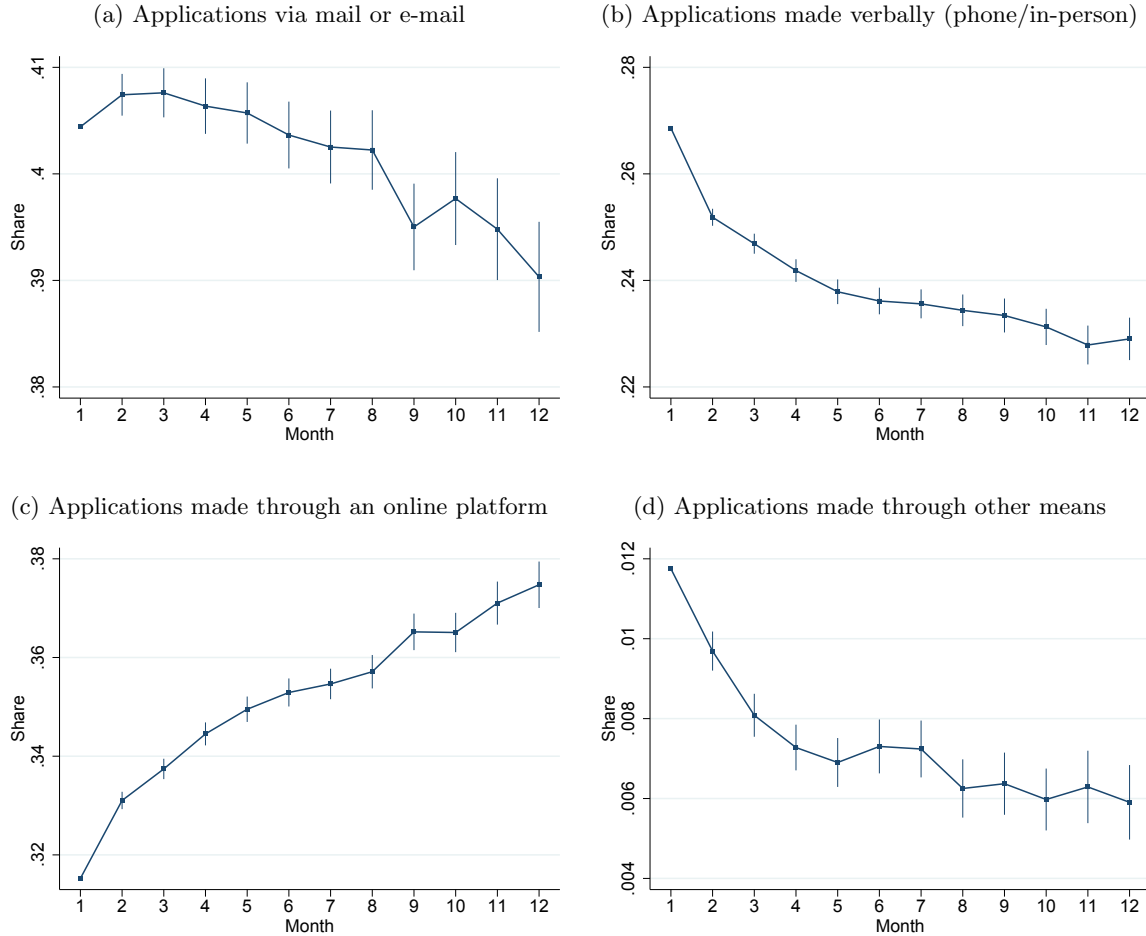 (a) Applications via mail or e-mail
.41
.4
.39
.38
Share
1 2 3 4 5 6 7 8 9 10 11 12
Month
(b) Applications made verbally (phone/in-person)
.28
.26
.24
.22
Share
1 2 3 4 5 6 7 8 9 10 11 12
Month
(c) Applications made through an online platform
.38
.36
.34
.32
Share
1 2 3 4 5 6 7 8 9 10 11 12
Month
(d) Applications made through other means
.012
.01
.008
.006
.004
Share
1 2 3 4 5 6 7 8 9 10 11 12
Month